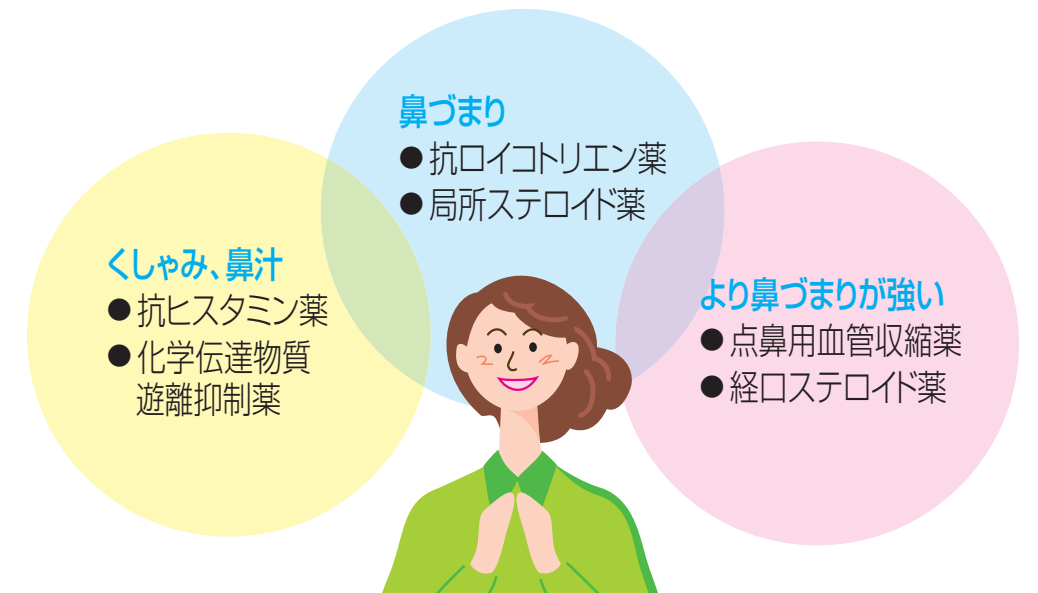 くしゃみ、鼻汁
●抗ヒスタミン薬
●化学伝達物質
遊離抑制薬
鼻づまり
●抗ロイコトリエン薬
●局所ステロイド薬
より鼻づまりが強い
●点鼻用血管収縮薬
●経口ステロイド薬